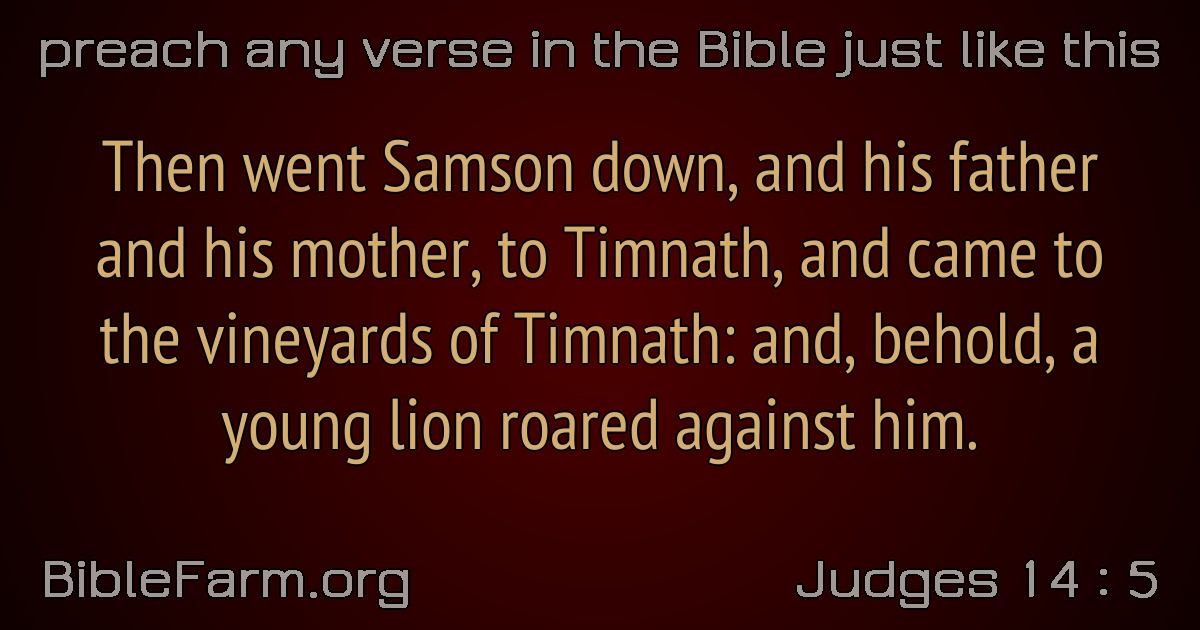 preach any verse in the Bible just like this
Then went Samson down, and his father
and his mother, to Timnath, and came to
the vineyards of Timnath: and, behold, a
young lion roared against him.
BibleFarm.org
Judges 14 : 5